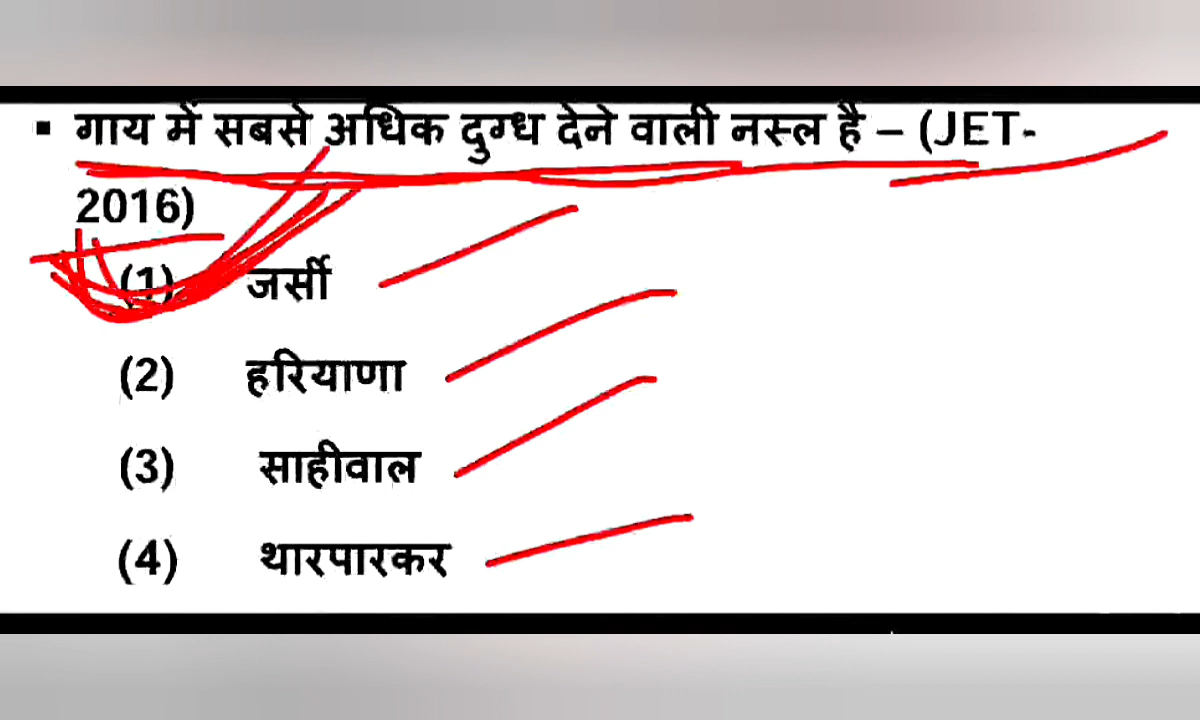 ▪ गाय में सबसे अधिक दुग्ध देने वाली नस्ल है – (JET-
2016)
(1) जर्सी
(2) हरियाणा
(3) साहीवाल
(4) थारपारकर